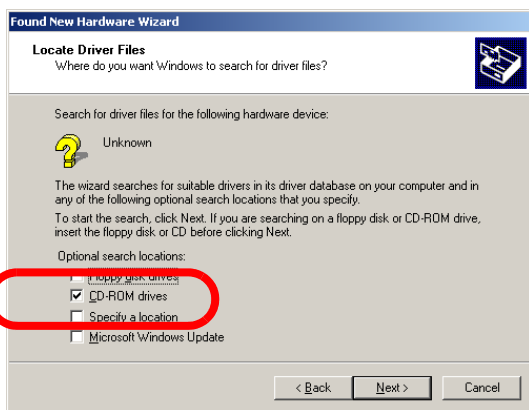 Found New Hardware Wizard
Locate Driver Files
Where do you want Windows to search for driver files?
Search for driver files for the following hardware device:
Unknown
The wizard searches for suitable drivers in its driver database on your computer and in
any of the following optional search locations that you specify.
To start the search, click Next. If you are searching on a floppy disk or CD-ROM drive,
insert the floppy disk or CD before clicking Next.
Optional search locations:
Floppy disk drives
CD-ROM drives
Specify a location
Microsoft Windows Update
< Back
Next >
Cancel